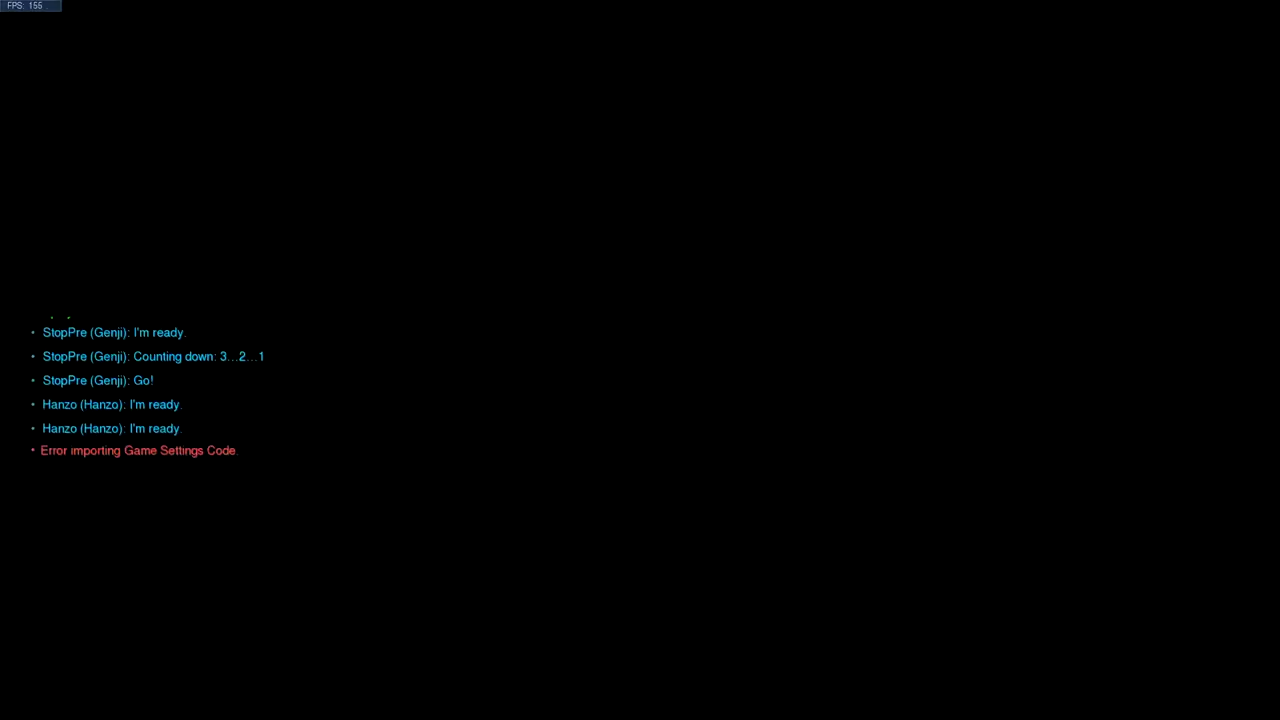 FPS: 155
• StopPre (Genji): I'm ready.
• StopPre (Genji): Counting down: 3...2...1
• StopPre (Genji): Go!
• Hanzo (Hanzo): I'm ready.
• Hanzo (Hanzo): I'm ready.
• Error importing Game Settings Code.